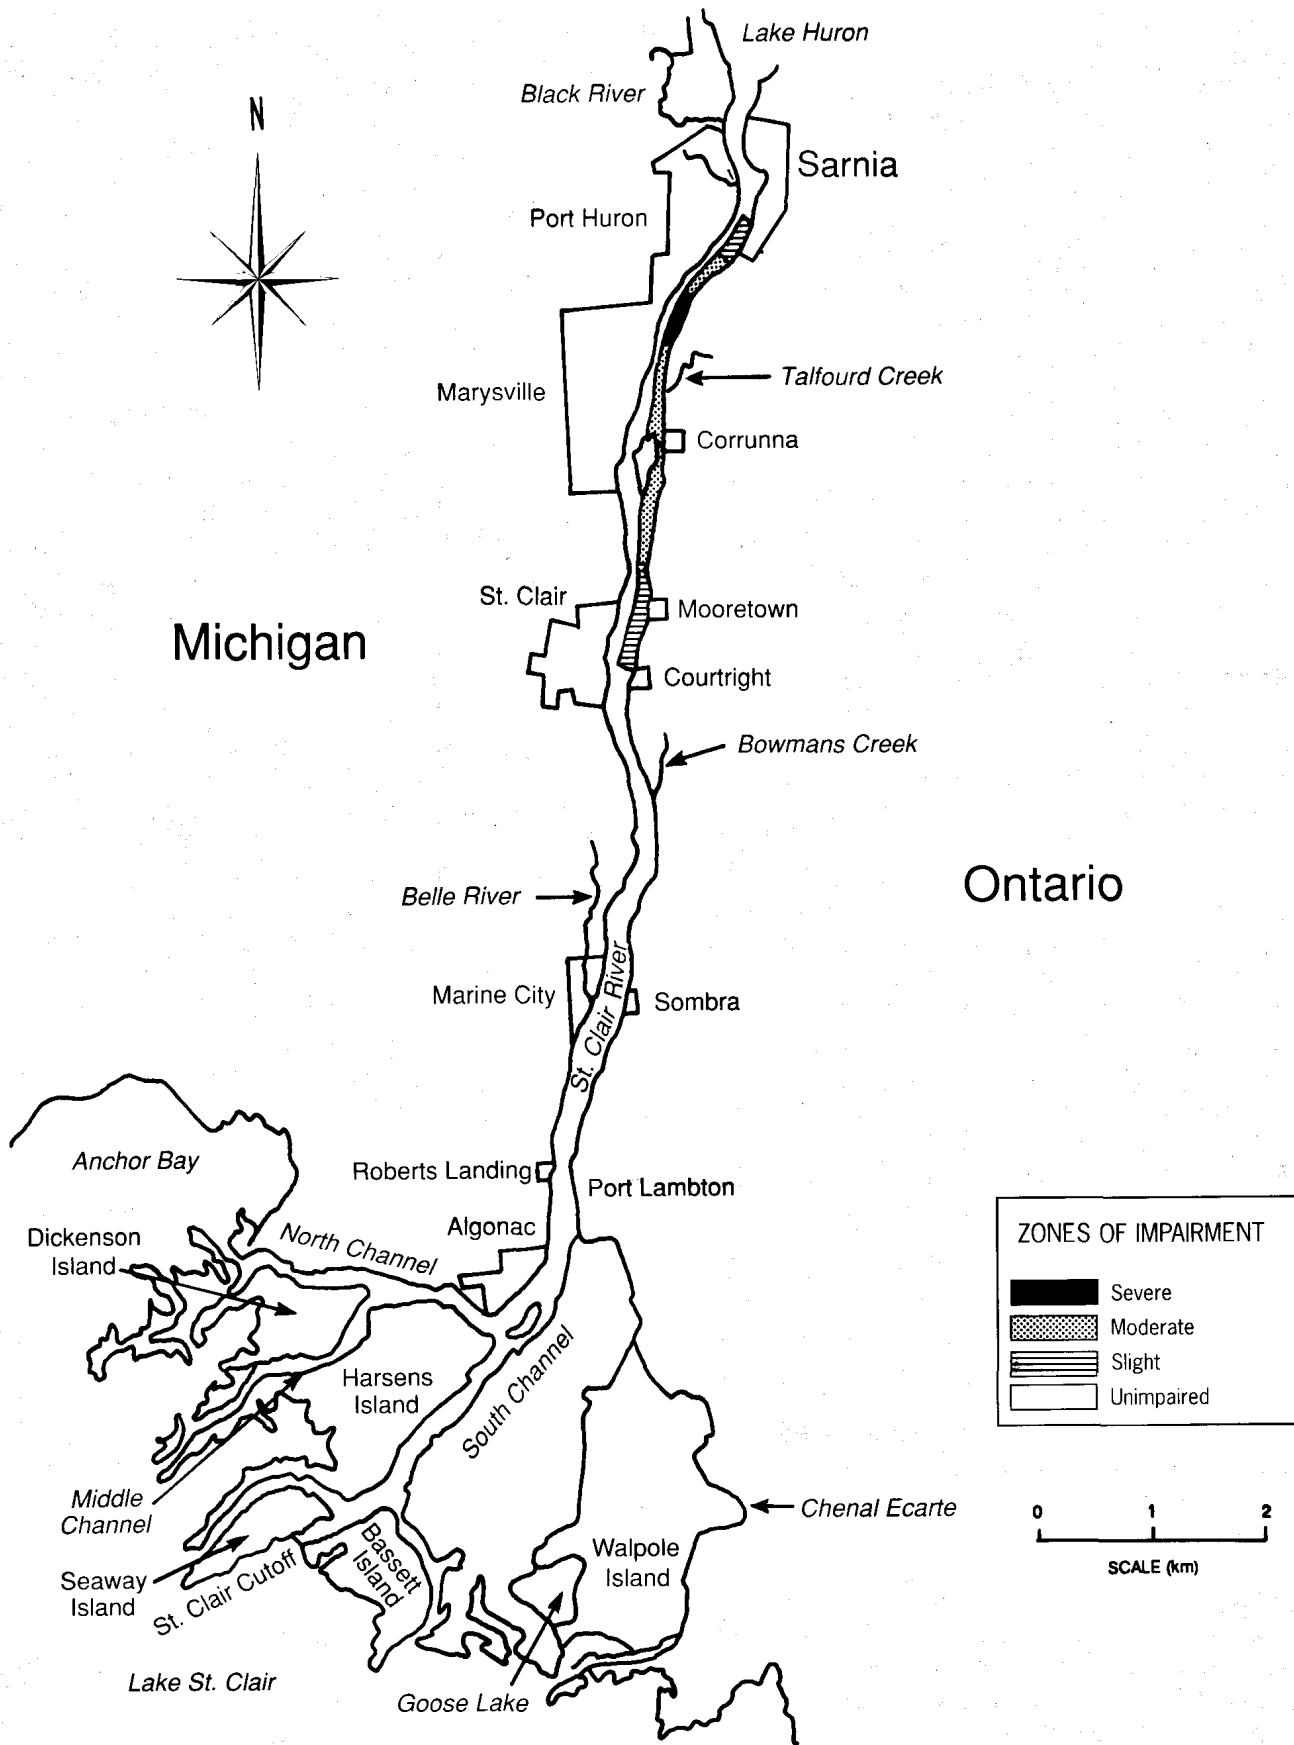 Lake Huron
Black River
N
Sarnia
Port Huron
Talfourd Creek
Marysville
Corrunna
St. Clair
Mooretown
Michigan
Courtright
Bowmans Creek
Ontario
Belle River
St. Clair River
Marine City
Sombra
Anchor Bay
Roberts Landing
Port Lambton
Algonac
Dickenson
Island
North Channel
ZONES OF IMPAIRMENT
Severe
Moderate
Slight
Unimpaired
Harsens
Island
South Channel
Middle
Channel
Chenal Ecarte
0 1 2
SCALE (km)
Walpole
Island
Bassett
Island
Seaway
Island
St. Clair Cutoff
Lake St. Clair
Goose Lake